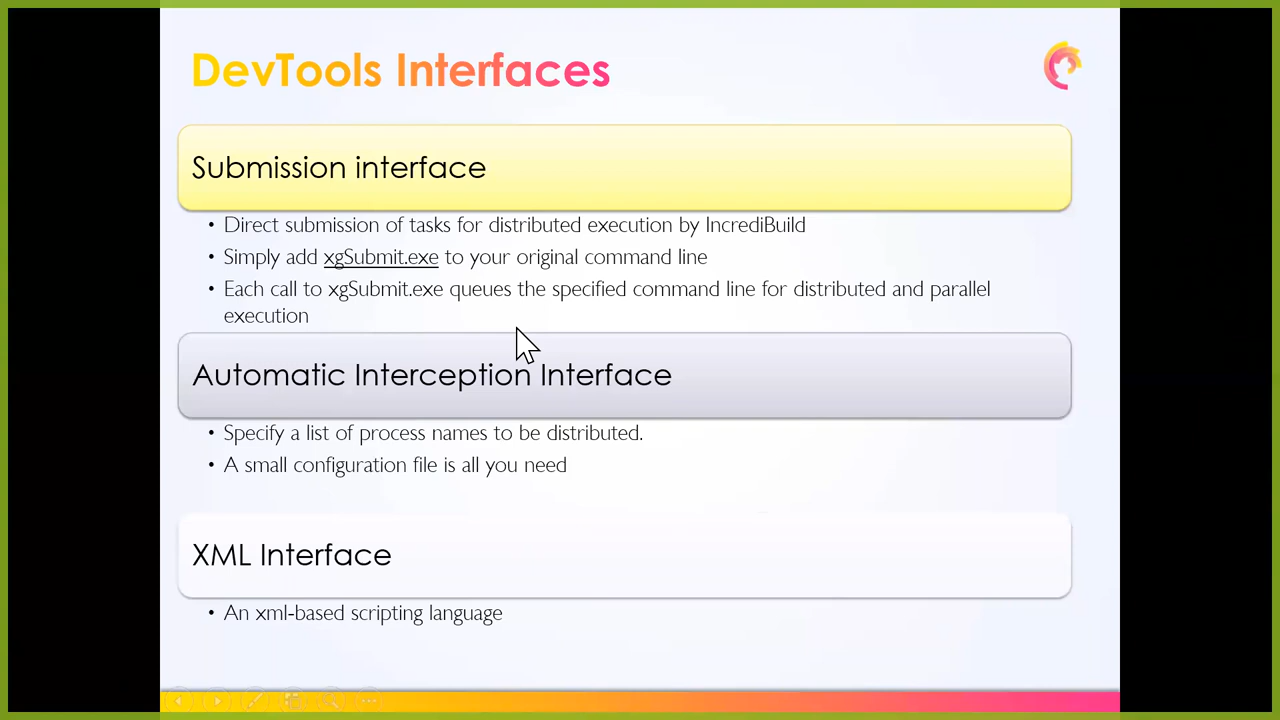 DevTools Interfaces
Submission interface
• Direct submission of tasks for distributed execution by IncrediBuild
• Simply add xgSubmit.exe to your original command line
• Each call to xgSubmit.exe queues the specified command line for distributed and parallel
execution
Automatic Interception Interface
• Specify a list of process names to be distributed.
• A small configuration file is all you need
XML Interface
• An xml-based scripting language